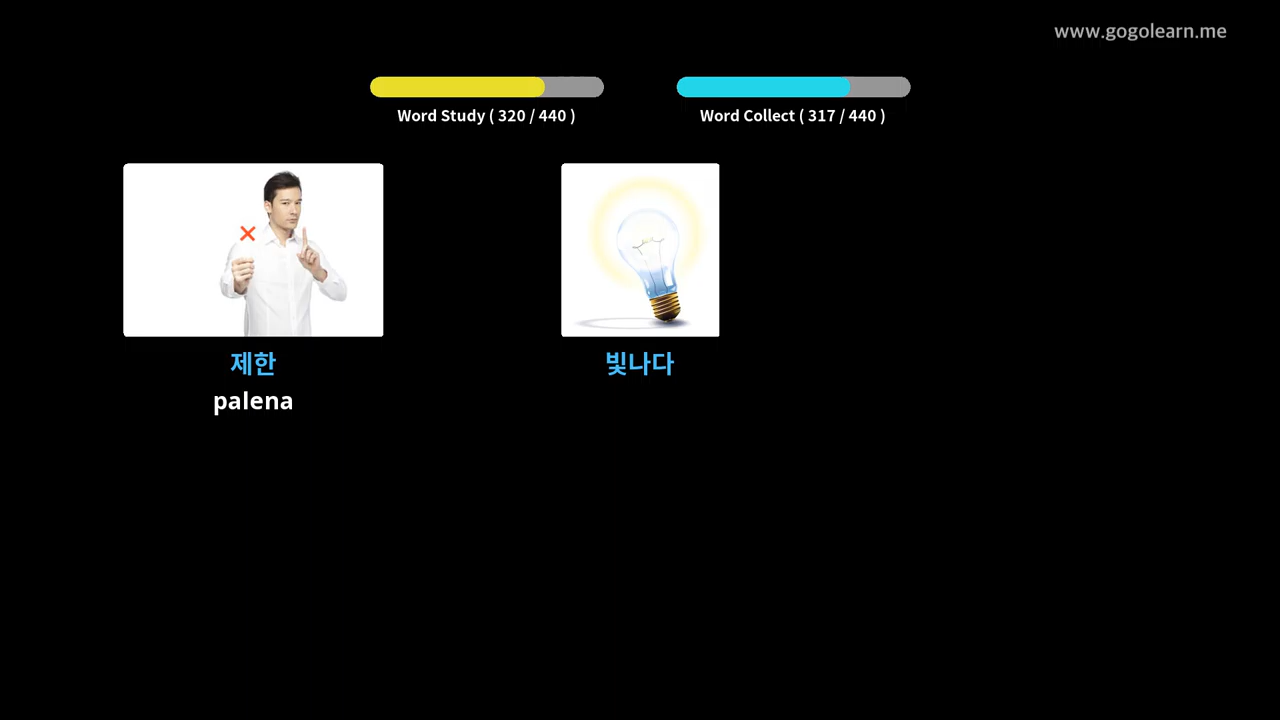 www.gogolearn.me
Word Study ( 320 / 440 )
Word Collect ( 317 / 440 )
제한
palena
빛나다